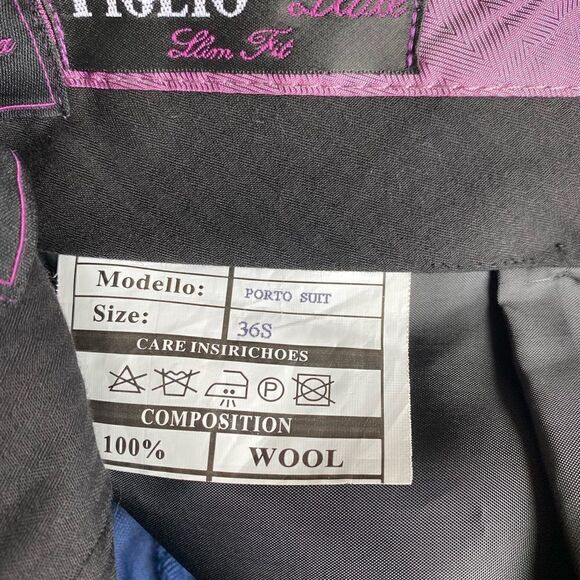 FIGLIO
Slim Fit
Modello: PORTO SUIT
Size: 36S
CARE INSIRICHOES
P
COMPOSITION
100% WOOL